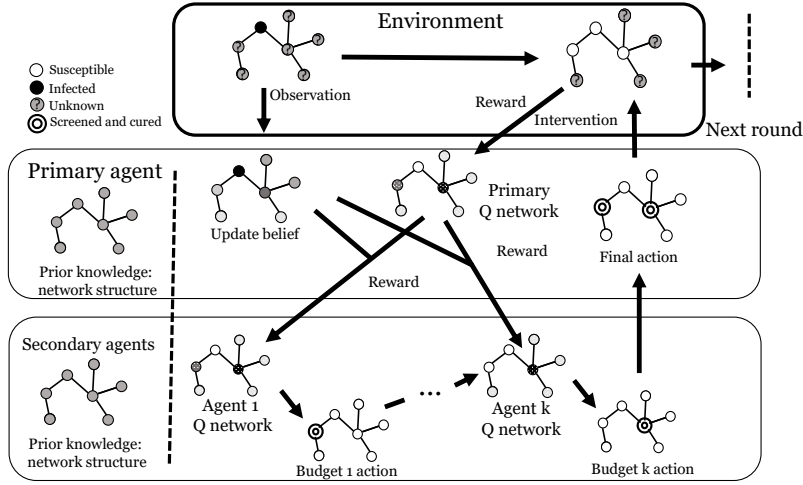 Environment
Susceptible
Infected
? Unknown
Screened and cured
? ? ? ? ? ?
? ? ? ?
Observation
Reward
Intervention
Next round
Primary agent
Prior knowledge:
network structure
Update belief
Primary
Q network
Reward
Reward
Final action
Secondary agents
Prior knowledge:
network structure
Agent 1
Q network
Budget 1 action
...
Agent k
Q network
Budget k action